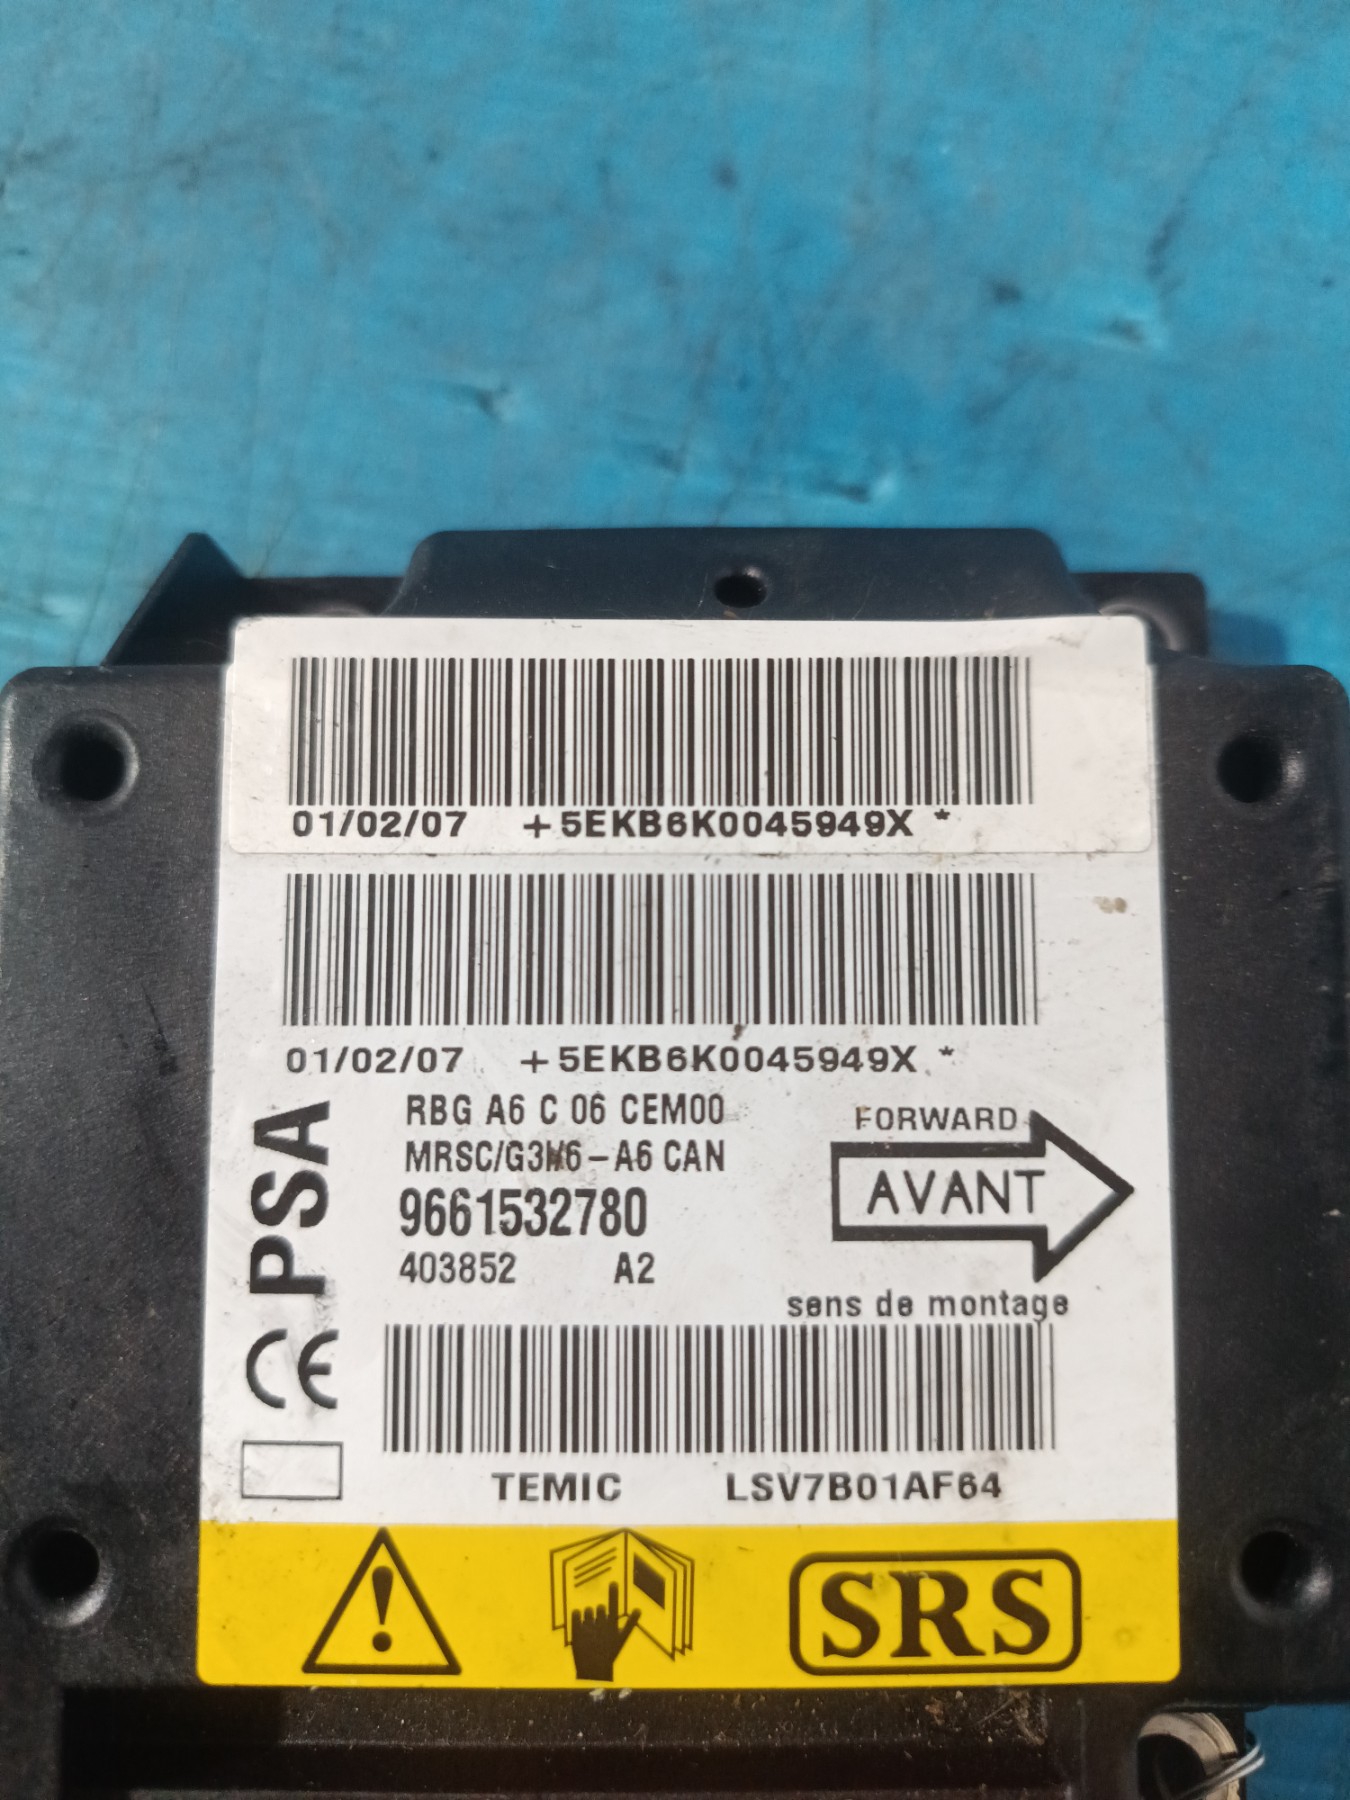 01/02/07 +5EKB6K0045949X *
01/02/07 +5EKB6K0045949X *
PSA
RBG A6 C 06 CEM00
MRSC/G3W6-A6 CAN
9661532780
403852 A2
FORWARD
AVANT
sens de montage
CE
TEMIC LSV7B01AF64
SRS